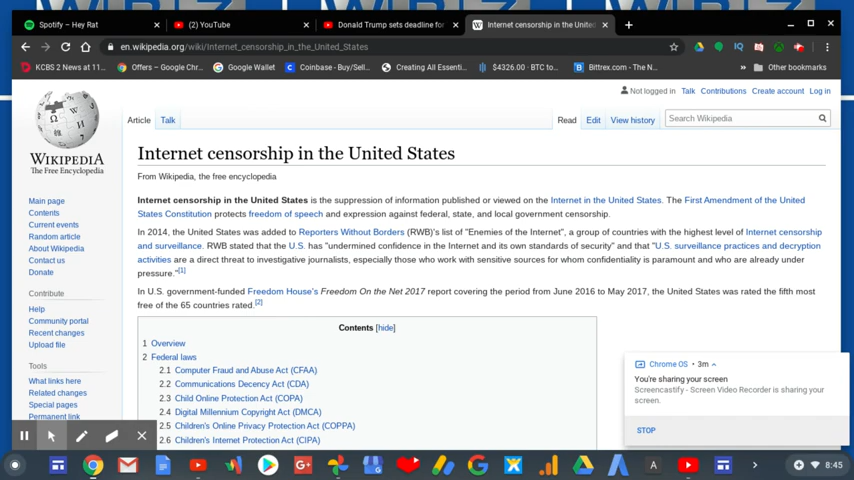 Spotify – Hey Rat
(2) YouTube
Donald Trump sets deadline for
Internet censorship in the United
en.wikipedia.org/wiki/Internet_censorship_in_the_United_States
KCBS 2 News at 11...
Offers – Google Chr...
Google Wallet
Coinbase - Buy/Sell...
Creating All Essenti...
$4326.00 · BTC to...
Bittrex.com - The N...
Other bookmarks
Not logged in Talk Contributions Create account Log in
Article Talk Read Edit View history Search Wikipedia
WIKIPEDIA
The Free Encyclopedia
Internet censorship in the United States
From Wikipedia, the free encyclopedia
Internet censorship in the United States is the suppression of information published or viewed on the Internet in the United States. The First Amendment of the United
States Constitution protects freedom of speech and expression against federal, state, and local government censorship.
In 2014, the United States was added to Reporters Without Borders (RWB)'s list of "Enemies of the Internet", a group of countries with the highest level of Internet censorship
and surveillance. RWB stated that the U.S. has "undermined confidence in the Internet and its own standards of security" and that "U.S. surveillance practices and decryption
activities are a direct threat to investigative journalists, especially those who work with sensitive sources for whom confidentiality is paramount and who are already under
pressure."[1]
In U.S. government-funded Freedom House's Freedom On the Net 2017 report covering the period from June 2016 to May 2017, the United States was rated the fifth most
free of the 65 countries rated.[2]
Main page
Contents
Current events
Random article
About Wikipedia
Contact us
Donate
Contribute
Help
Community portal
Recent changes
Upload file
Tools
What links here
Related changes
Special pages
Permanent link
Contents [hide]
1 Overview
2 Federal laws
2.1 Computer Fraud and Abuse Act (CFAA)
2.2 Communications Decency Act (CDA)
2.3 Child Online Protection Act (COPA)
2.4 Digital Millennium Copyright Act (DMCA)
2.5 Children's Online Privacy Protection Act (COPPA)
2.6 Children's Internet Protection Act (CIPA)
Chrome OS • 3m
You're sharing your screen
Screencastify - Screen Video Recorder is sharing your
screen.
STOP
8:45